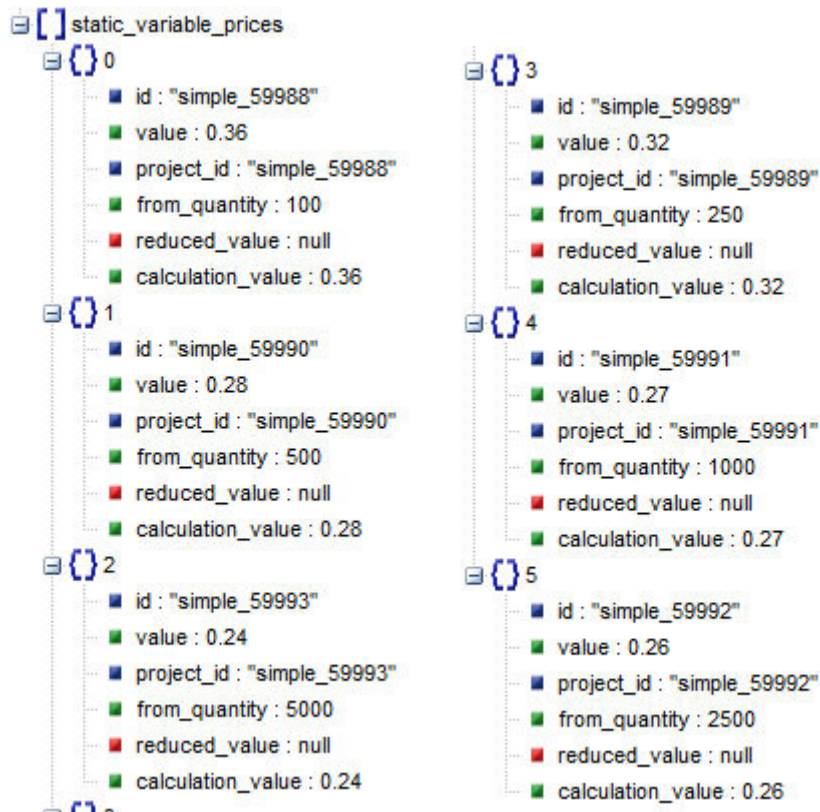 static_variable_prices
0
id : "simple_59988"
value : 0.36
project_id : "simple_59988"
from_quantity : 100
reduced_value : null
calculation_value : 0.36
1
id : "simple_59990"
value : 0.28
project_id : "simple_59990"
from_quantity : 500
reduced_value : null
calculation_value : 0.28
2
id : "simple_59993"
value : 0.24
project_id : "simple_59993"
from_quantity : 5000
reduced_value : null
calculation_value : 0.24
3
id : "simple_59989"
value : 0.32
project_id : "simple_59989"
from_quantity : 250
reduced_value : null
calculation_value : 0.32
4
id : "simple_59991"
value : 0.27
project_id : "simple_59991"
from_quantity : 1000
reduced_value : null
calculation_value : 0.27
5
id : "simple_59992"
value : 0.26
project_id : "simple_59992"
from_quantity : 2500
reduced_value : null
calculation_value : 0.26